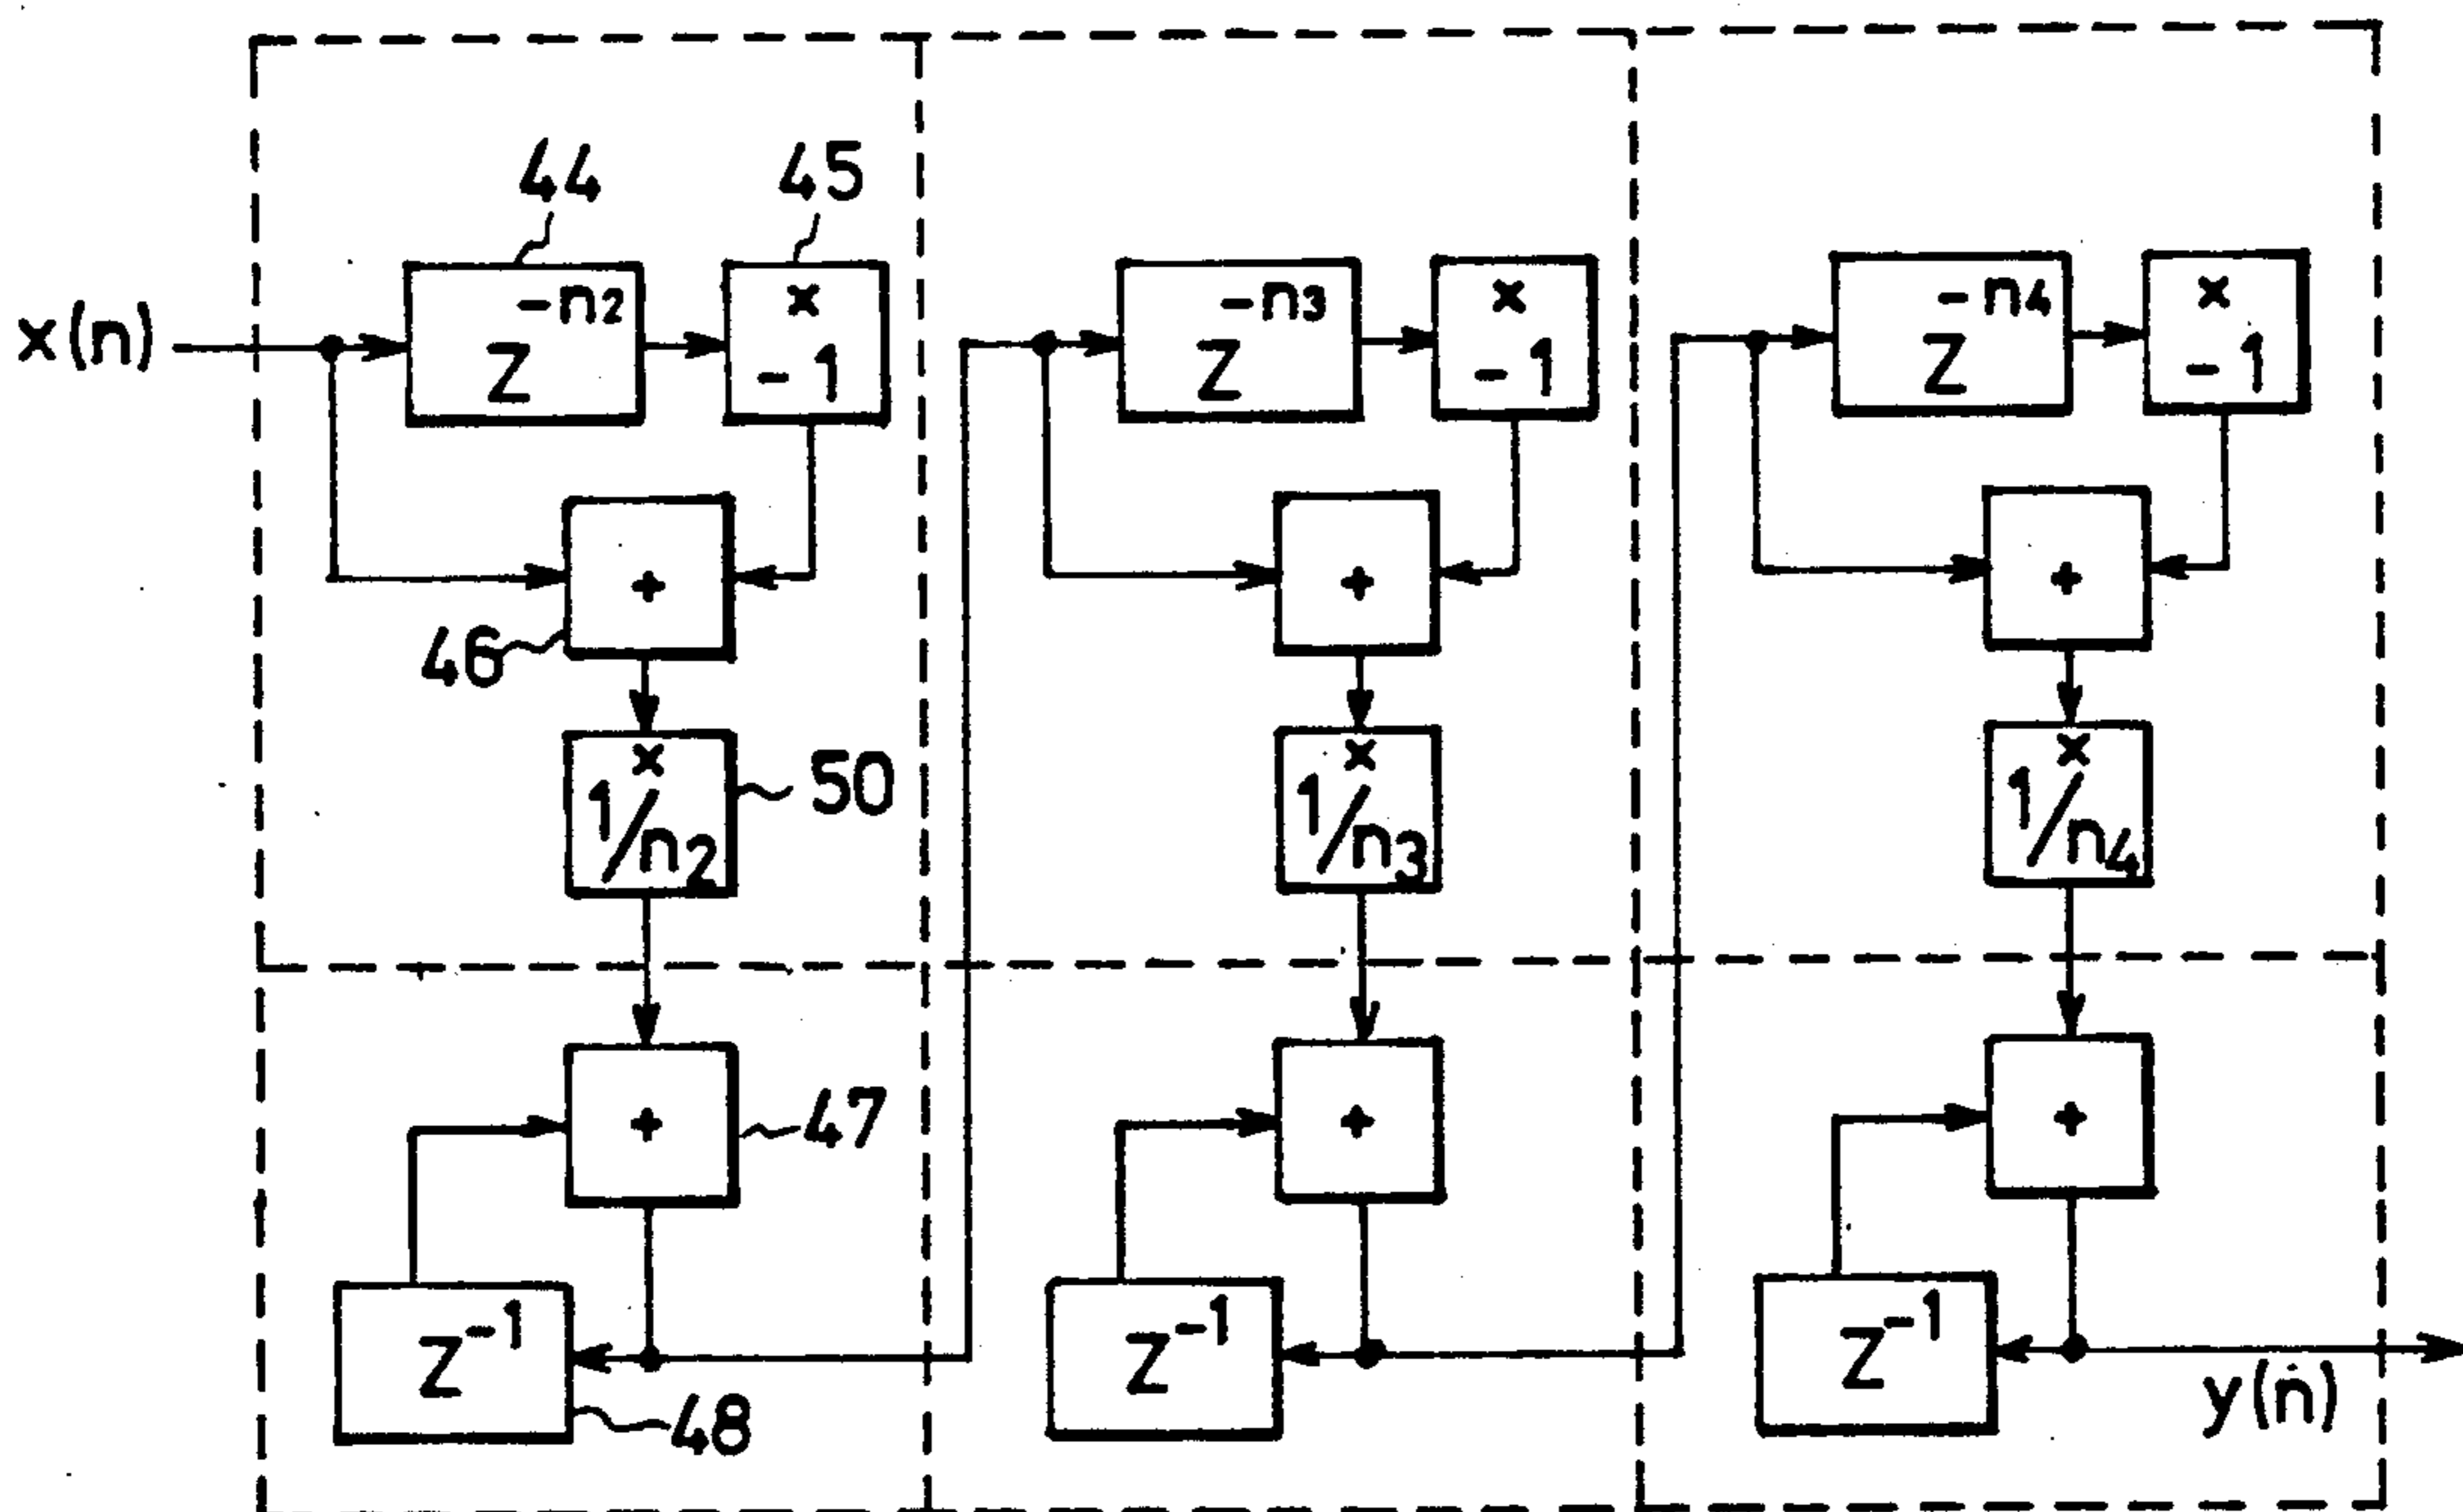 x(n)
44
45
z^-n2
x
-1
46
+
x
1/n2
50
+
47
z^-1
48
z^-n3
x
-1
+
x
1/n3
+
z^-1
z^-n4
x
-1
+
x
1/n4
+
z^-1
y(n)